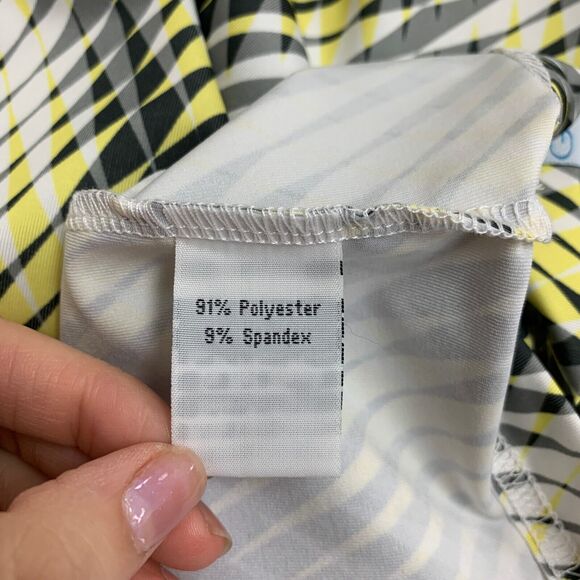 91% Polyester
9% Spandex